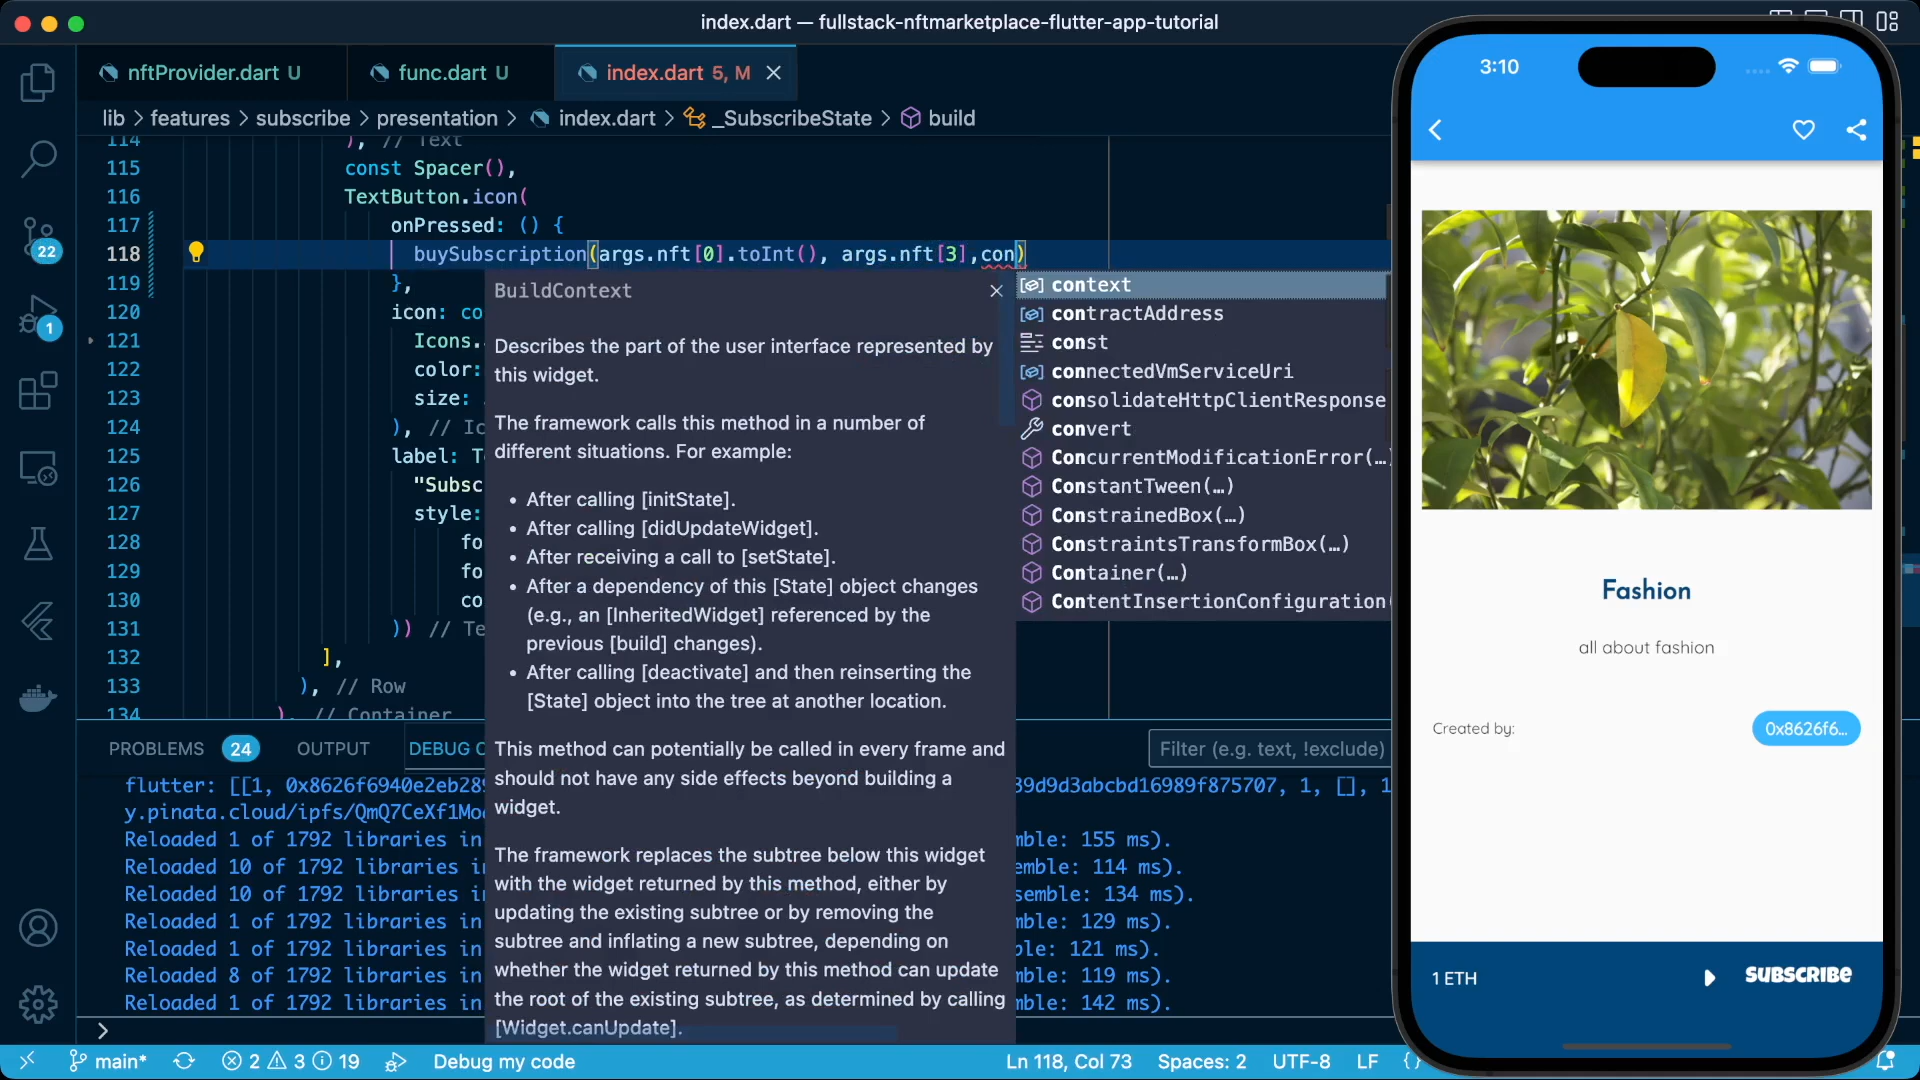 index.dart — fullstack-nftmarketplace-flutter-app-tutorial
nftProvider.dart U
func.dart U
index.dart 5, M
lib > features > subscribe > presentation > index.dart > _SubscribeState > build
114 ), // Text
115 const Spacer(),
116 TextButton.icon(
117 onPressed: () {
118 buySubscription(args.nft[0].toInt(), args.nft[3],con)
119 },
120 icon: co
121 Icons.
122 color:
123 size:
124 ), // Ic
125 label: T
126 "Subsc
127 style:
128 fo
129 fo
130 co
131 )) // Te
132 ],
133 ), // Row
134 ), // Container
BuildContext
Describes the part of the user interface represented by
this widget.
The framework calls this method in a number of
different situations. For example:
• After calling [initState].
• After calling [didUpdateWidget].
• After receiving a call to [setState].
• After a dependency of this [State] object changes
(e.g., an [InheritedWidget] referenced by the
previous [build] changes).
• After calling [deactivate] and then reinserting the
[State] object into the tree at another location.
This method can potentially be called in every frame and
should not have any side effects beyond building a
widget.
The framework replaces the subtree below this widget
with the widget returned by this method, either by
updating the existing subtree or by removing the
subtree and inflating a new subtree, depending on
whether the widget returned by this method can update
the root of the existing subtree, as determined by calling
[Widget.canUpdate].
context
contractAddress
const
connectedVmServiceUri
consolidateHttpClientResponse
convert
ConcurrentModificationError(…)
ConstantTween(…)
ConstrainedBox(…)
ConstraintsTransformBox(…)
Container(…)
ContentInsertionConfiguration(
22
1
PROBLEMS 24 OUTPUT DEBUG C
Filter (e.g. text, !exclude)
flutter: [[1, 0x8626f6940e2eb28 39d9d3abcbd16989f875707, 1, [], 1
y.pinata.cloud/ipfs/QmQ7CeXf1Mo
Reloaded 1 of 1792 libraries in mble: 155 ms).
Reloaded 10 of 1792 libraries i emble: 114 ms).
Reloaded 10 of 1792 libraries i semble: 134 ms).
Reloaded 1 of 1792 libraries in mble: 129 ms).
Reloaded 1 of 1792 libraries in ble: 121 ms).
Reloaded 8 of 1792 libraries in mble: 119 ms).
Reloaded 1 of 1792 libraries in mble: 142 ms).
>
main* 2 3 19 Debug my code Ln 118, Col 73 Spaces: 2 UTF-8 LF {
3:10
Fashion
all about fashion
Created by: 0x8626f6...
1 ETH SUBSCRIBE